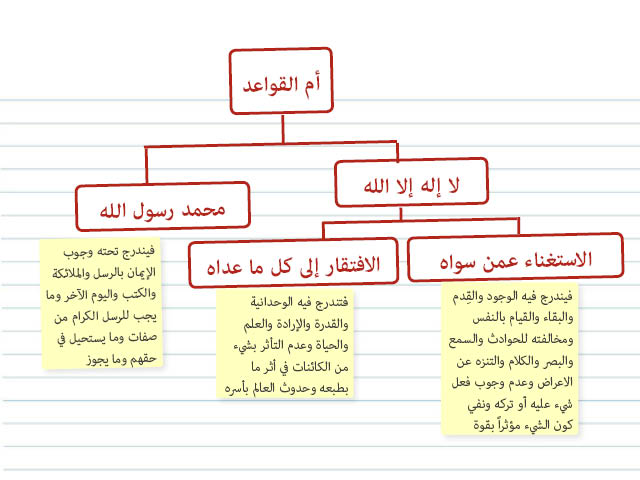 أم القواعد
لا إله إلا الله
محمد رسول الله
الاستغناء عمن سواه
الافتقار إلى كل ما عداه
فيندرج فيه الوجود والقِدم
والبقاء والقيام بالنفس
ومخالفته للحوادث والسمع
والبصر والكلام والتنزه عن
الاعراض وعدم وجوب فعل
شيء عليه أو تركه ونفي
كون الشيء مؤثراً بقوة
فتندرج فيه الوحدانية
والقدرة والإرادة والعلم
والحياة وعدم التأثر بشيء
من الكائنات في أثر ما
بطبعه وحدوث العالم بأسره
فيندرج تحته وجوب
الإيمان بالرسل والملائكة
والكتب واليوم الآخر وما
يجب للرسل الكرام من
صفات وما يستحيل في
حقهم وما يجوز